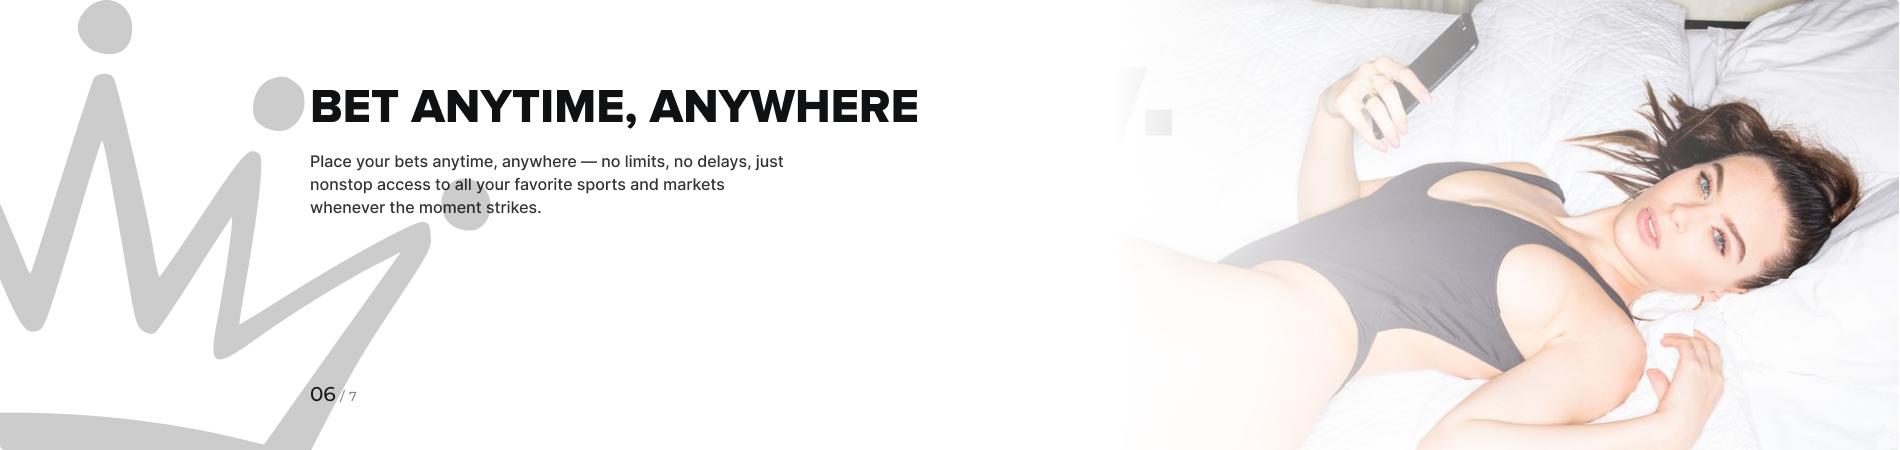 BET ANYTIME, ANYWHERE
Place your bets anytime, anywhere — no limits, no delays, just
nonstop access to all your favorite sports and markets
whenever the moment strikes.
06 / 7